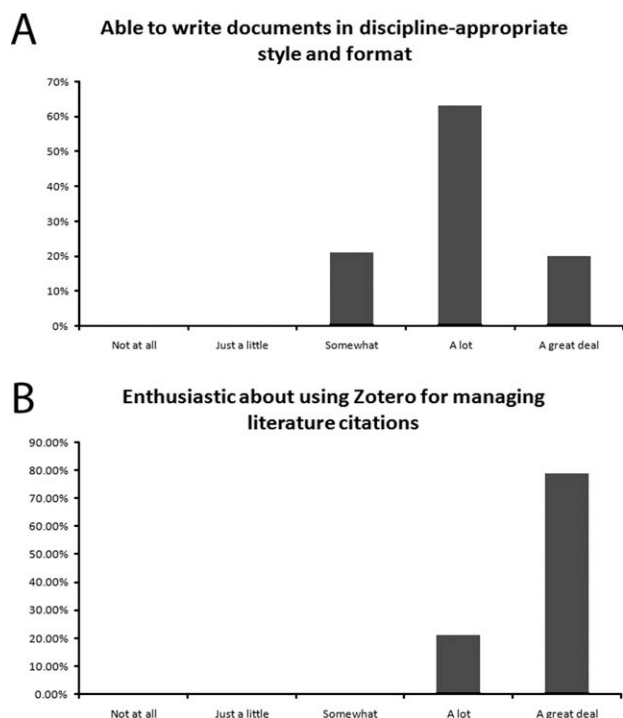 A
Able to write documents in discipline-appropriate
style and format
70%
60%
50%
40%
30%
20%
10%
0%
Not at all
Just a little
Somewhat
A lot
A great deal
B
Enthusiastic about using Zotero for managing
literature citations
90.00%
80.00%
70.00%
60.00%
50.00%
40.00%
30.00%
20.00%
10.00%
0.00%
Not at all
Just a little
Somewhat
A lot
A great deal